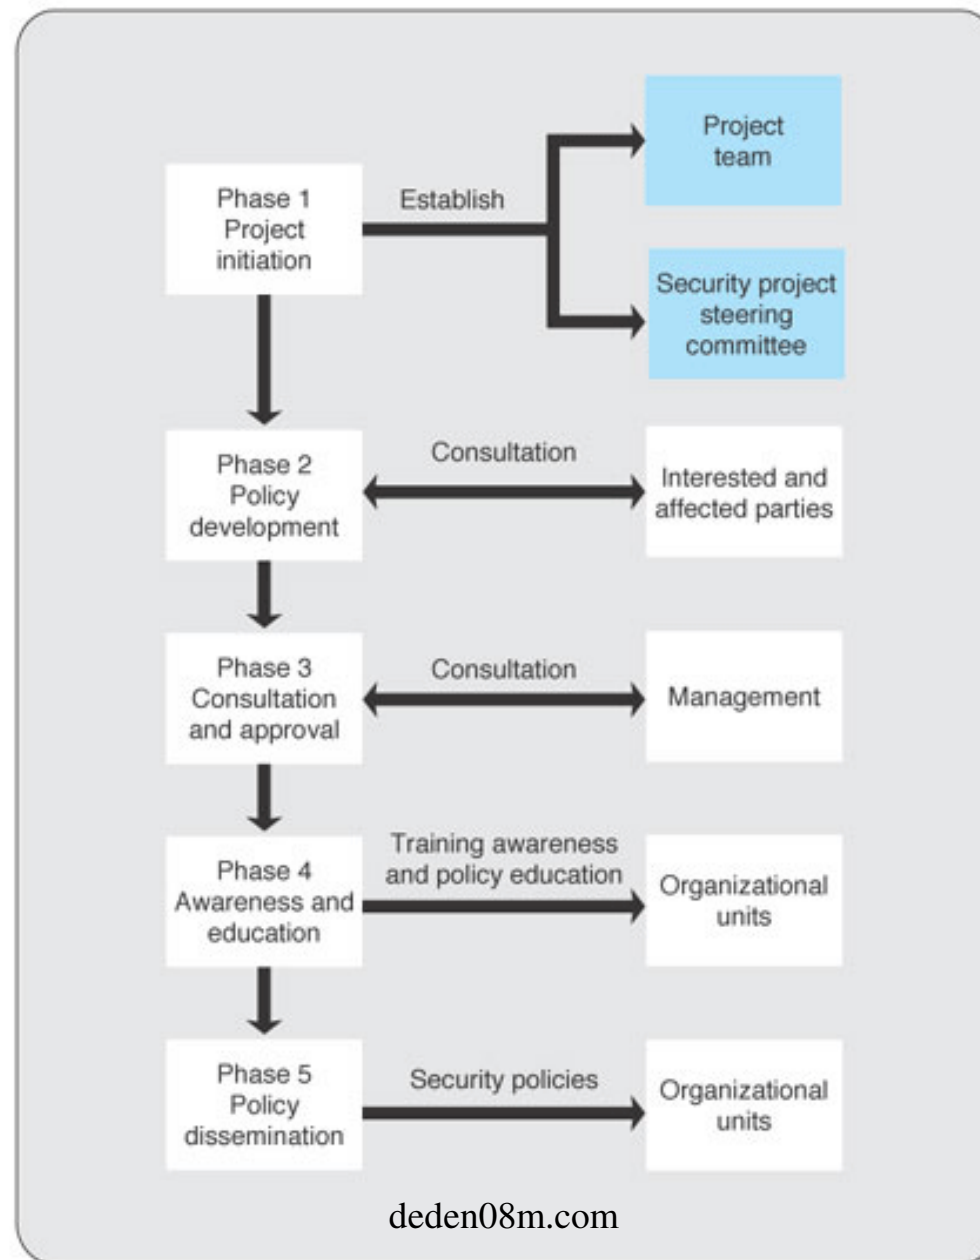 Phase 1
Project
initiation
Establish
Project
team
Security project
steering
committee
Phase 2
Policy
development
Consultation
Interested and
affected parties
Phase 3
Consultation
and approval
Consultation
Management
Phase 4
Awareness and
education
Training awareness
and policy education
Organizational
units
Phase 5
Policy
dissemination
Security policies
Organizational
units
deden08m.com